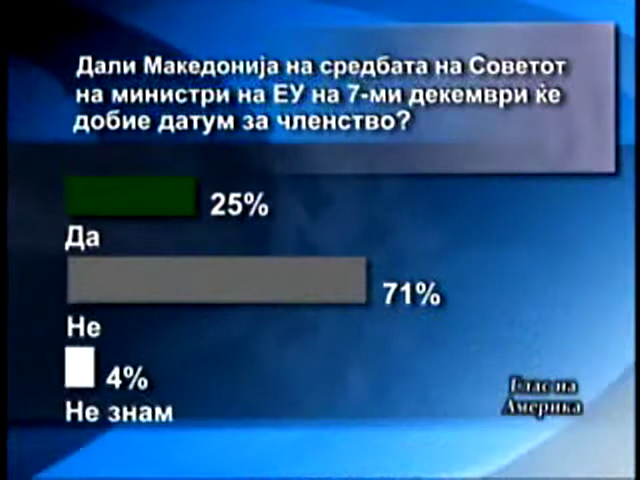 Дали Македонија на средбата на Советот
на министри на ЕУ на 7-ми декември ќе
добие датум за членство?
25%
Да
71%
Не
4%
Не знам
Глас на
Америка